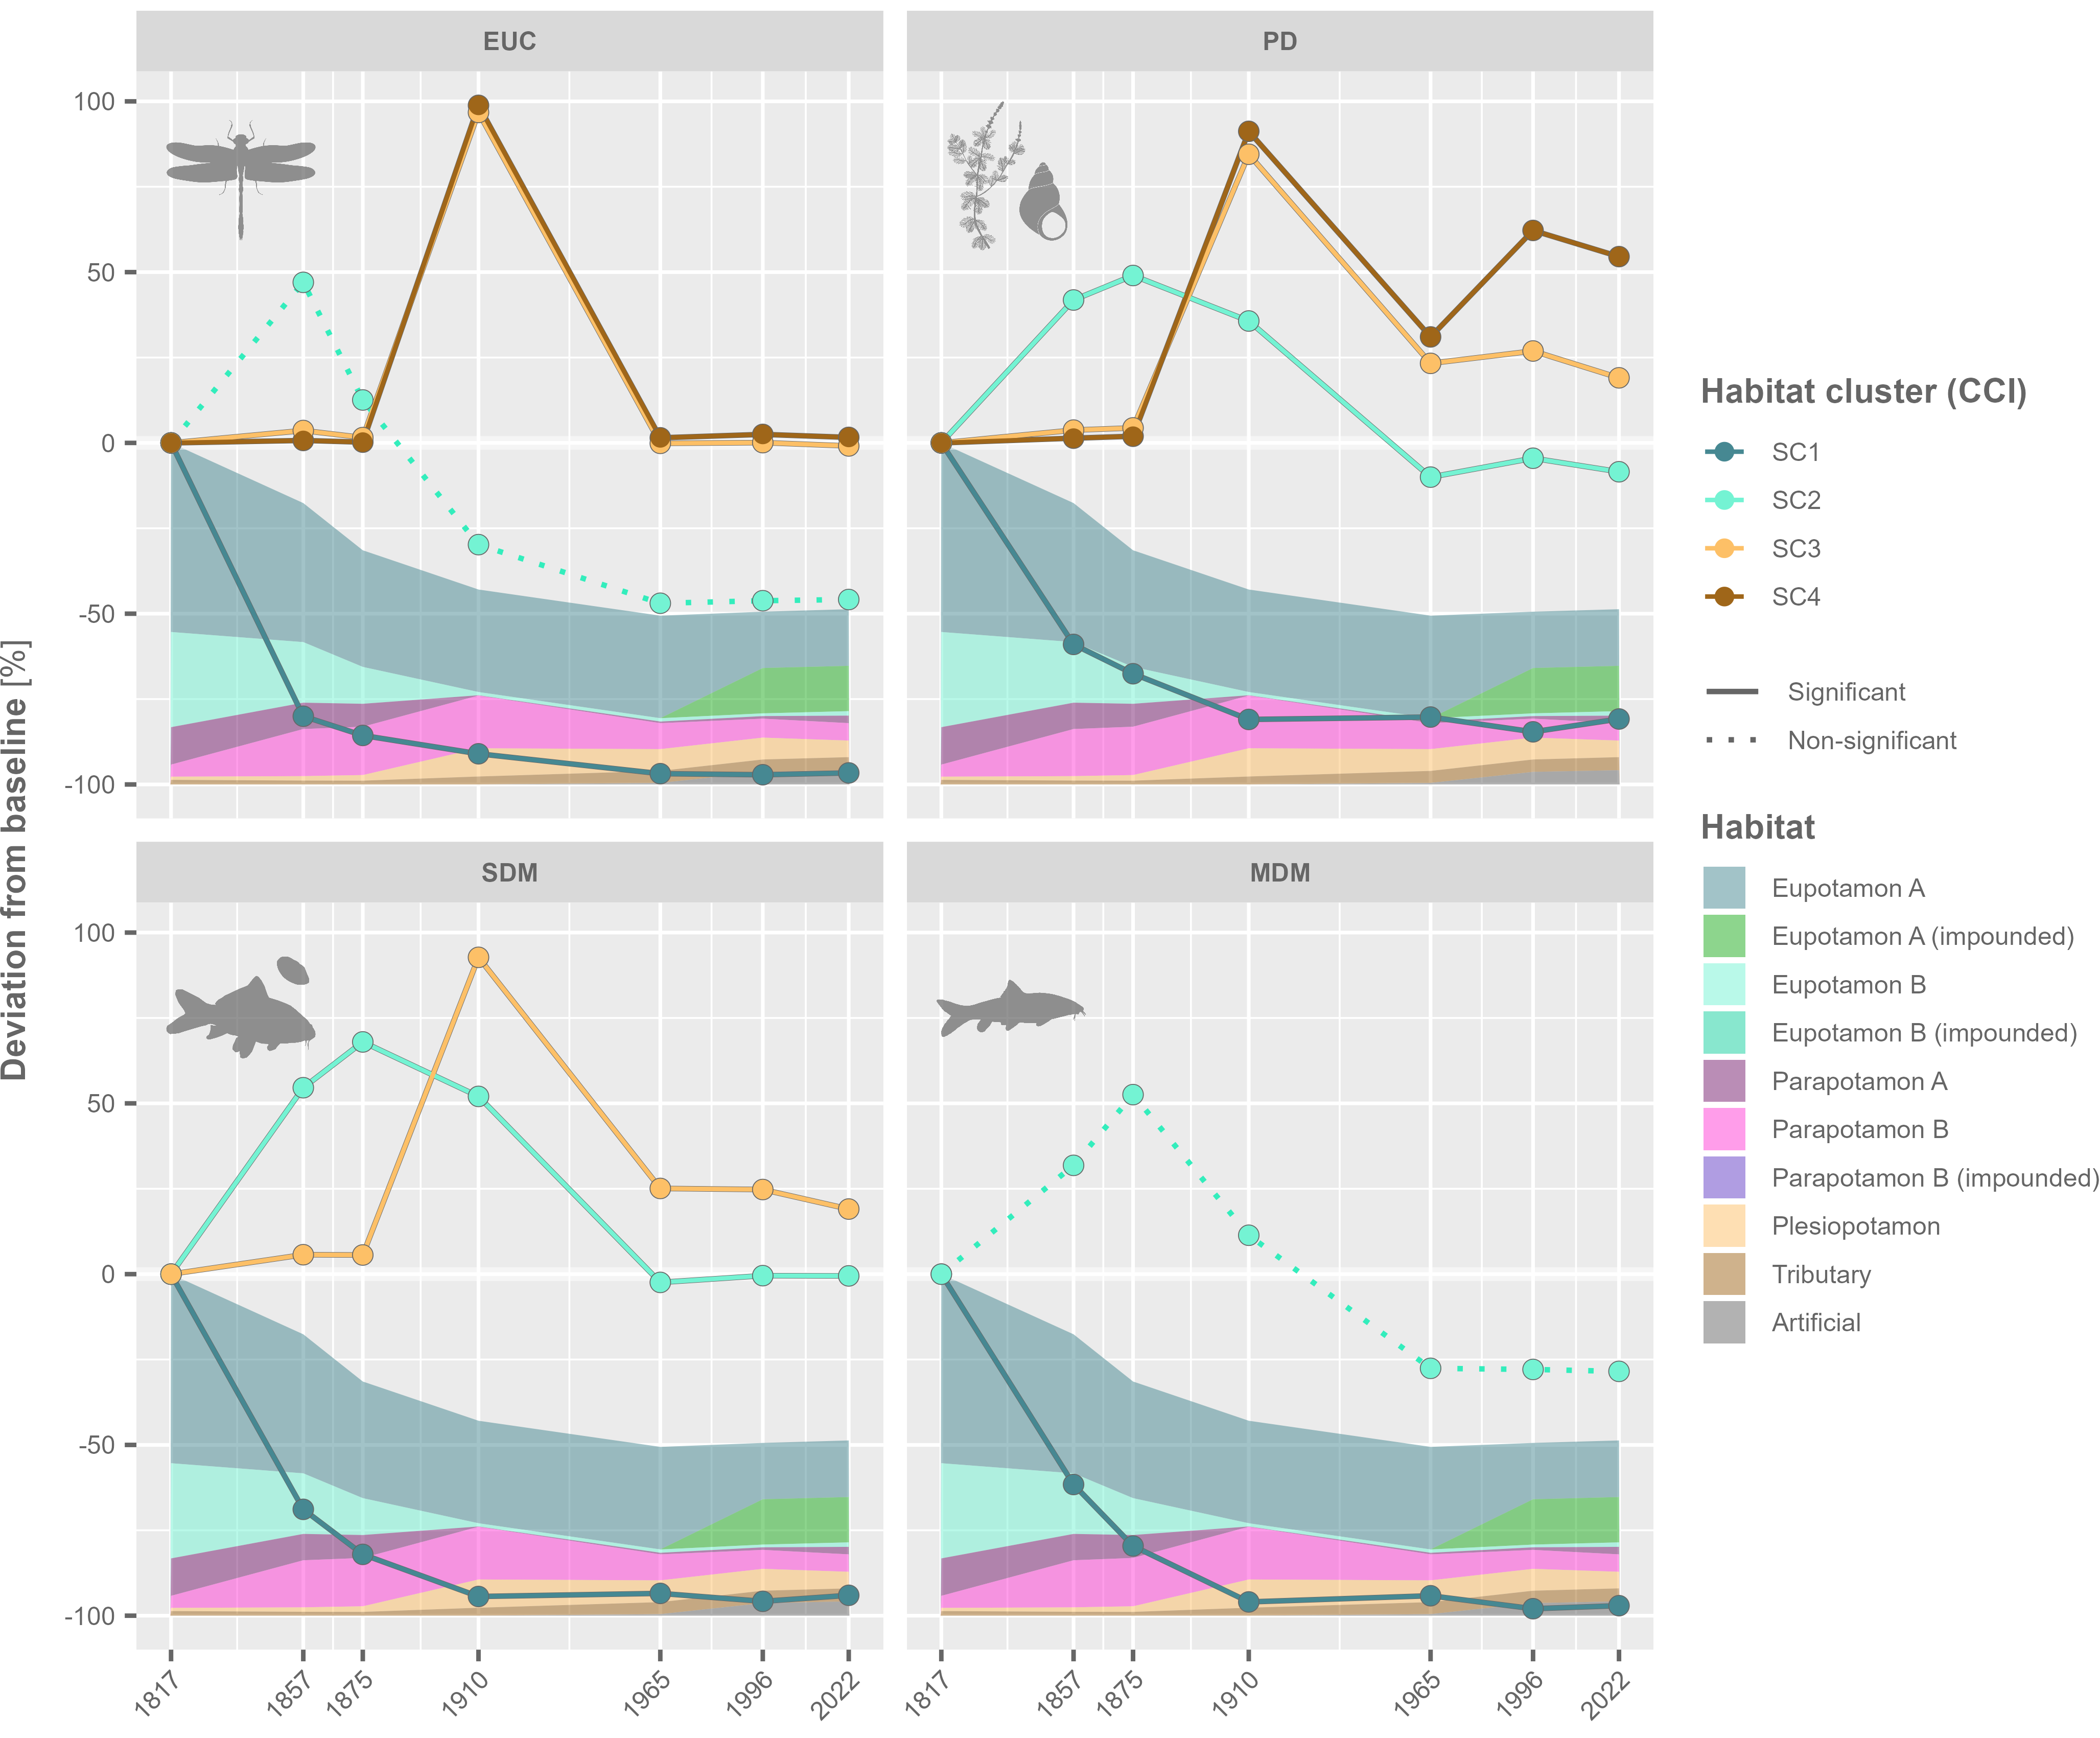 EUC
PD
100
50
0
-50
-100
SDM
MDM
100
50
0
-50
-100
1817
1857
1875
1910
1965
1996
2022
1817
1857
1875
1910
1965
1996
2022
Deviation from baseline [%]
Habitat cluster (CCI)
SC1
SC2
SC3
SC4
Significant
Non-significant
Habitat
Eupotamon A
Eupotamon A (impounded)
Eupotamon B
Eupotamon B (impounded)
Parapotamon A
Parapotamon B
Parapotamon B (impounded)
Plesiopotamon
Tributary
Artificial